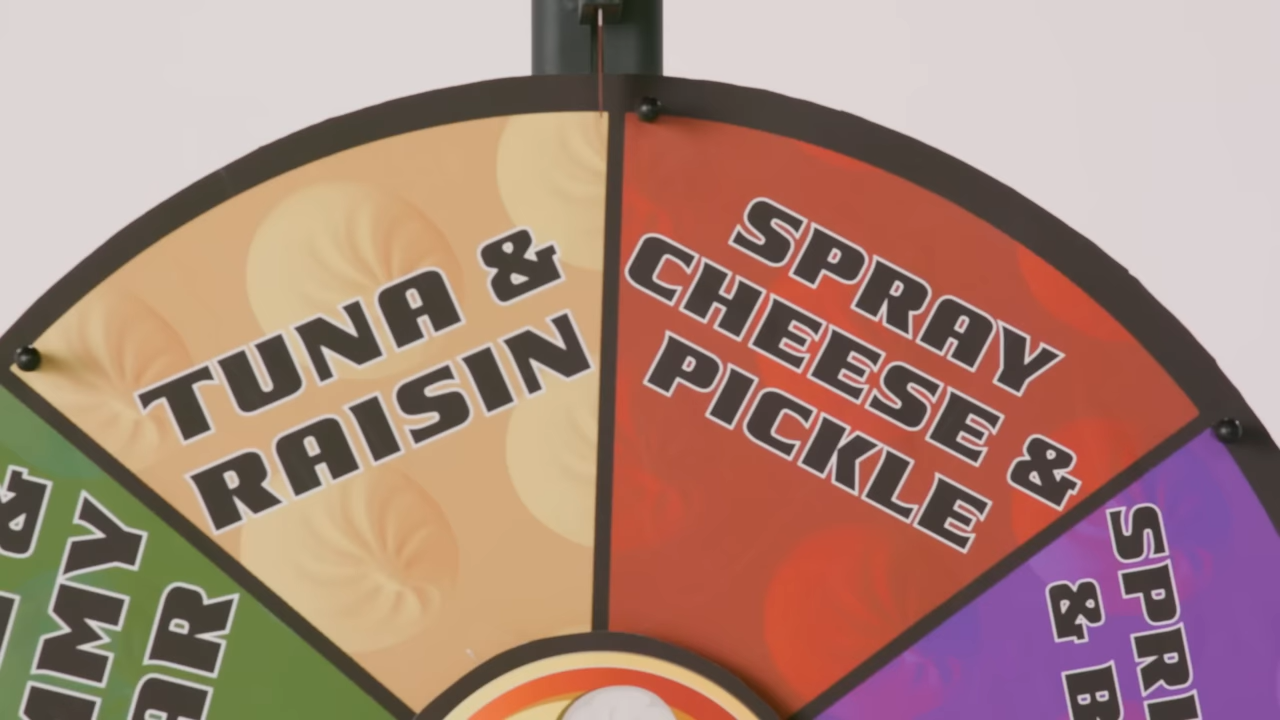 TUNA &
RAISIN
SPRAY
CHEESE &
PICKLE
&